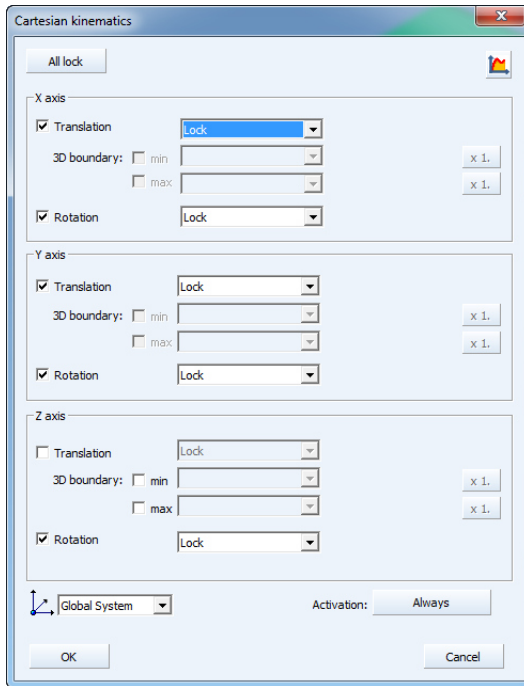 Cartesian kinematics
x
All lock
X axis
Translation Lock
3D boundary: min x 1.
max x 1.
Rotation Lock
Y axis
Translation Lock
3D boundary: min x 1.
max x 1.
Rotation Lock
Z axis
Translation Lock
3D boundary: min x 1.
max x 1.
Rotation Lock
Global System Activation: Always
OK Cancel